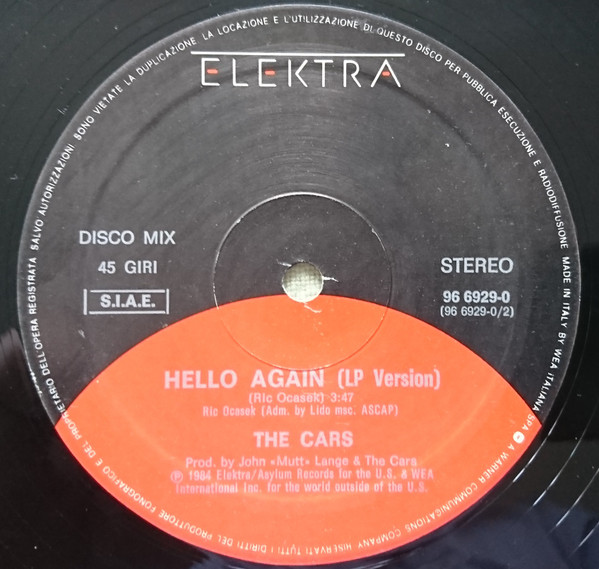 ELEKTRA
DISCO MIX
45 GIRI
S.I.A.E.
STEREO
96 6929-0
(96 6929-0/2)
HELLO AGAIN (LP Version)
(Ric Ocasek) 3:47
Ric Ocasek (Adm. by Lido msc. ASCAP)
THE CARS
Prod. by John «Mutt» Lange & The Cars
℗ 1984 Elektra/Asylum Records for the U.S. & WEA
International Inc. for the world outside of the U.S.
MADE IN ITALY BY WEA ITALIANA SPA A WARNER COMMUNICATIONS COMPANY RISERVATI TUTTI I DIRITTI DEL PRODUTTORE FONOGRAFICO E DEL PROPRIETARIO DELL'OPERA REGISTRATA SALVO AUTORIZZAZIONI SONO VIETATE LA DUPLICAZIONE LA LOCAZIONE E L'UTILIZZAZIONE DI QUESTO DISCO PER PUBBLICA ESECUZIONE E RADIODIFFUSIONE